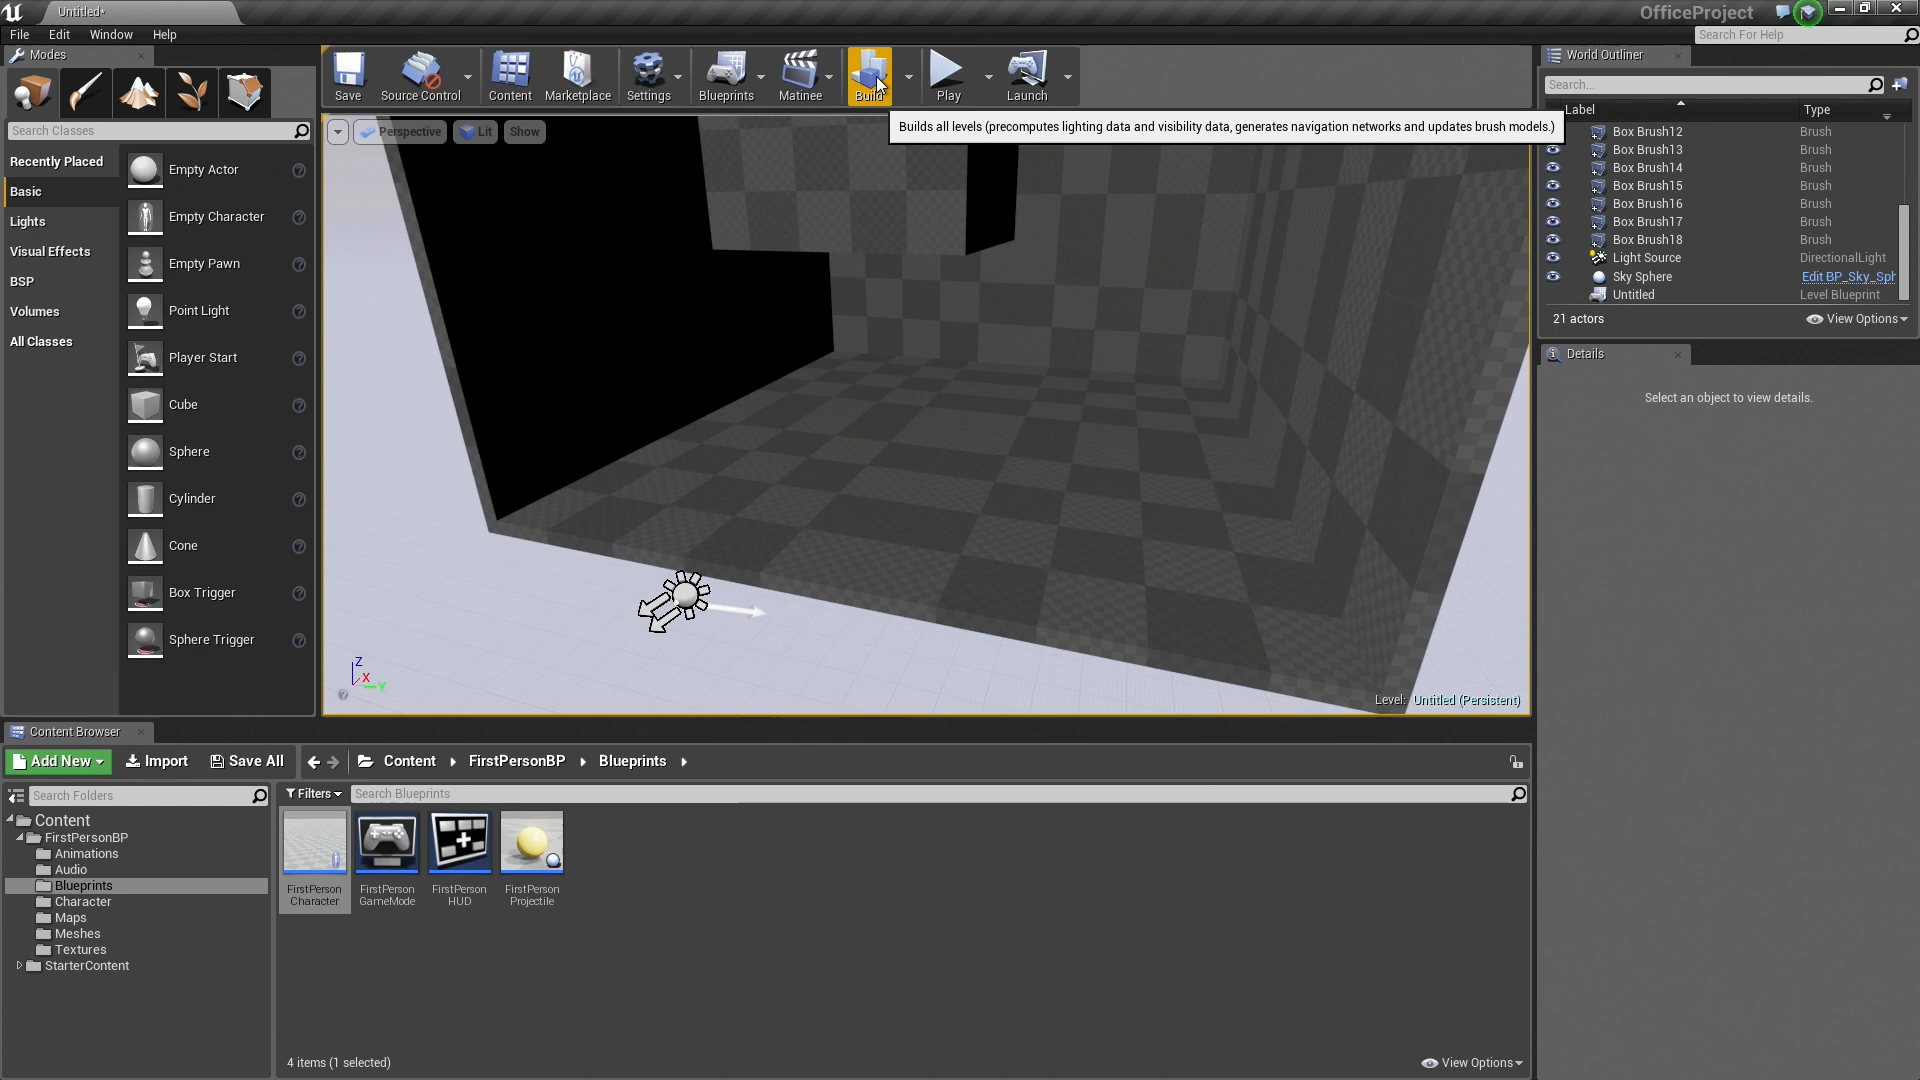 Untitled*
OfficeProject
File Edit Window Help
Search For Help
Modes
Save
Source Control
Content
Marketplace
Settings
Blueprints
Matinee
Build
Play
Launch
Builds all levels (precomputes lighting data and visibility data, generates navigation networks and updates brush models.)
Search Classes
Recently Placed
Basic
Lights
Visual Effects
BSP
Volumes
All Classes
Empty Actor
Empty Character
Empty Pawn
Point Light
Player Start
Cube
Sphere
Cylinder
Cone
Box Trigger
Sphere Trigger
Perspective
Lit
Show
Z
X
Y
Level: Untitled (Persistent)
World Outliner
Search...
Label Type
Box Brush12 Brush
Box Brush13 Brush
Box Brush14 Brush
Box Brush15 Brush
Box Brush16 Brush
Box Brush17 Brush
Box Brush18 Brush
Light Source DirectionalLight
Sky Sphere Edit BP_Sky_Sph
Untitled Level Blueprint
21 actors
View Options
Details
Select an object to view details.
Content Browser
Add New
Import
Save All
Content
FirstPersonBP
Blueprints
Search Folders
Filters
Search Blueprints
Content
FirstPersonBP
Animations
Audio
Blueprints
Character
Maps
Meshes
Textures
StarterContent
FirstPerson
Character
FirstPerson
GameMode
FirstPerson
HUD
FirstPerson
Projectile
4 items (1 selected)
View Options